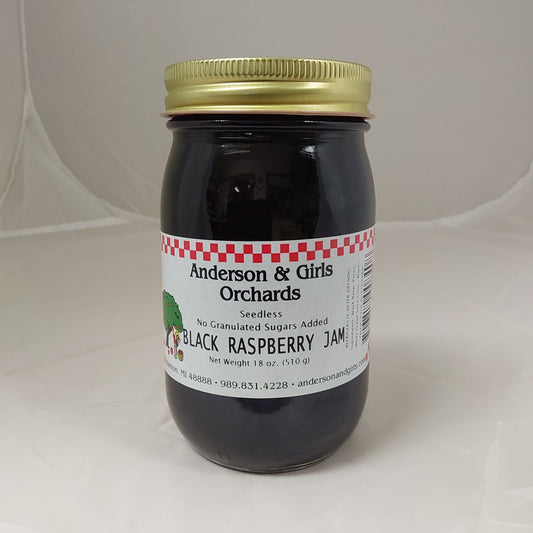 Anderson & Girls
Orchards
Seedless
No Granulated Sugars Added
BLACK RASPBERRY JAM
Net Weight 18 oz. (510 g)
MI 48888 • 989.831.4228 • andersonandgirls.com